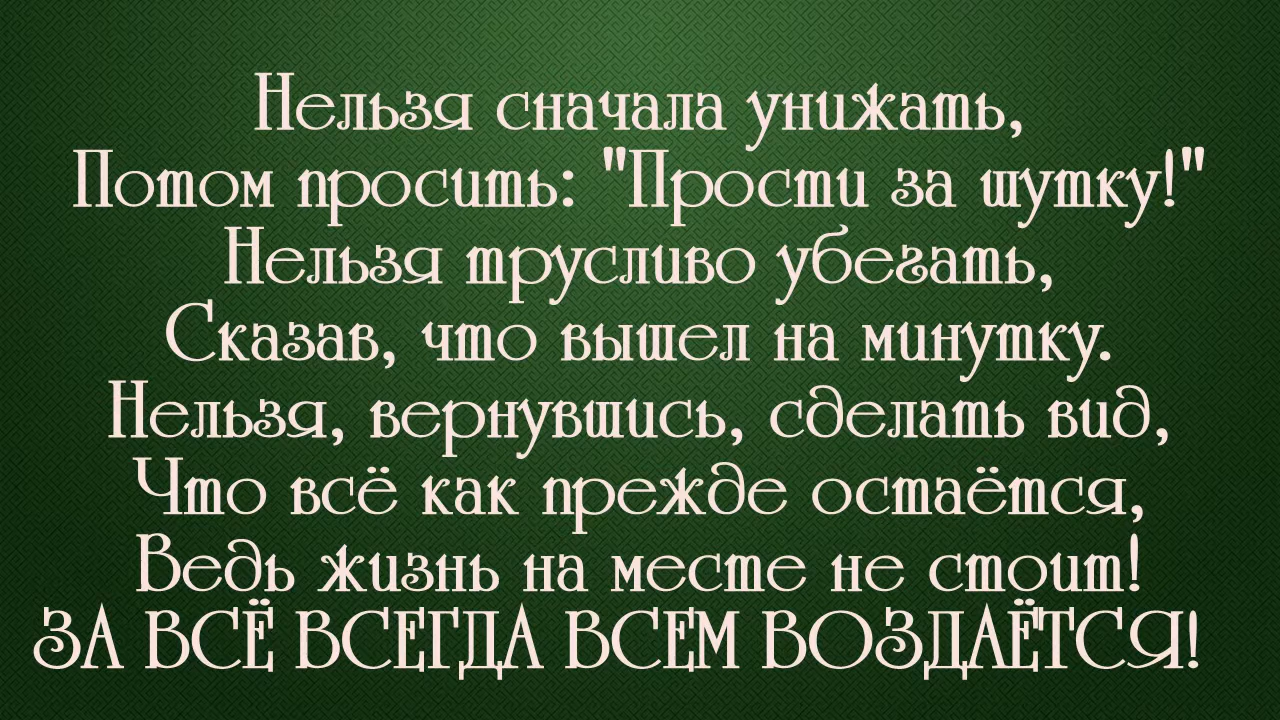 Нельзя сначала унижать,
Потом просить: "Прости за шутку!"
Нельзя трусливо убегать,
Сказав, что вышел на минутку.
Нельзя, вернувшись, сделать вид,
Что всё как прежде остаётся,
Ведь жизнь на месте не стоит!
ЗА ВСЁ ВСЕГДА ВСЕМ ВОЗДАЁТСЯ!